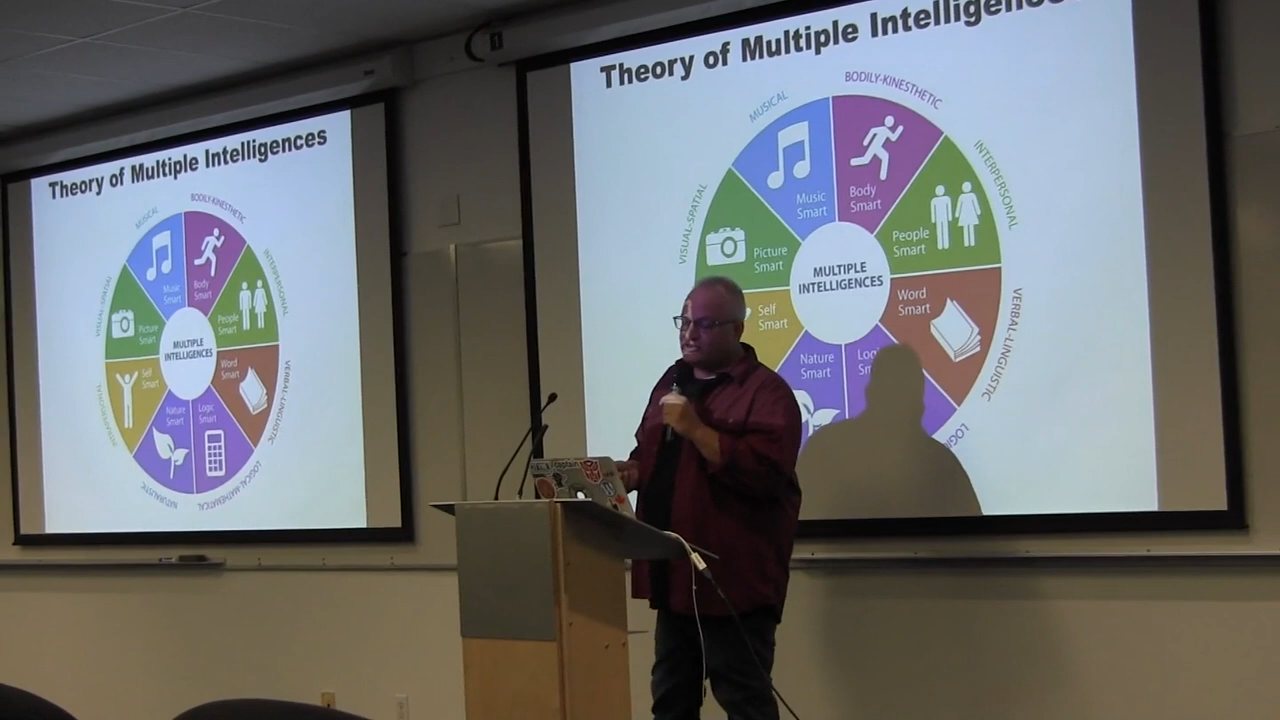 Theory of Multiple Intelligences
MUSICAL
BODILY-KINESTHETIC
INTERPERSONAL
VERBAL-LINGUISTIC
LOGICAL-MATHEMATICAL
NATURALISTIC
INTRAPERSONAL
VISUAL-SPATIAL
Music
Smart
Body
Smart
People
Smart
Word
Smart
Logic
Smart
Nature
Smart
Self
Smart
Picture
Smart
MULTIPLE
INTELLIGENCES
1
Theory of Multiple Intelligence
MUSICAL
BODILY-KINESTHETIC
INTERPERSONAL
VERBAL-LINGUISTIC
VISUAL-SPATIAL
Music
Smart
Body
Smart
People
Smart
Word
Smart
Nature
Smart
Self
Smart
Picture
Smart
MULTIPLE
INTELLIGENCES
captain